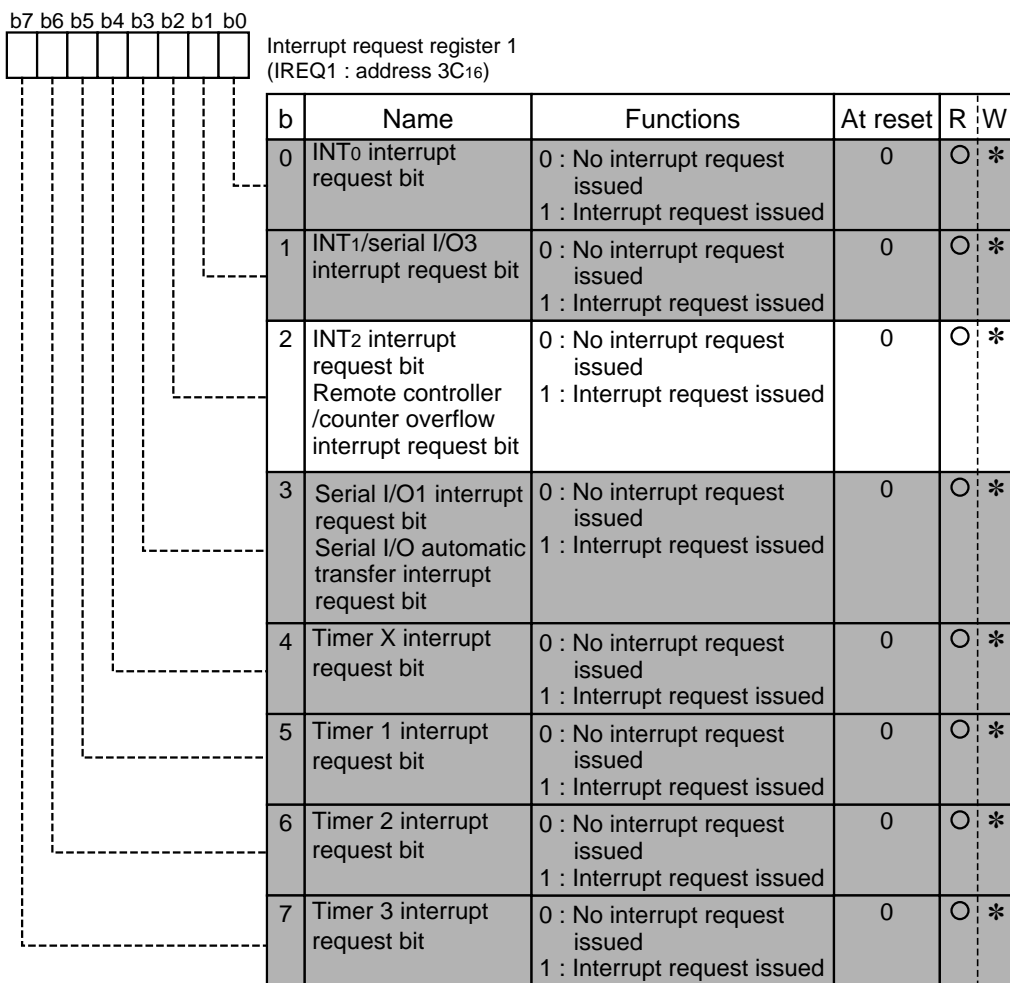 b7 b6 b5 b4 b3 b2 b1 b0
Interrupt request register 1
(IREQ1 : address 3C16)
b Name Functions At reset R W
0 INT0 interrupt request bit 0 : No interrupt request issued 1 : Interrupt request issued 0 ○ *
1 INT1/serial I/O3 interrupt request bit 0 : No interrupt request issued 1 : Interrupt request issued 0 ○ *
2 INT2 interrupt request bit Remote controller /counter overflow interrupt request bit 0 : No interrupt request issued 1 : Interrupt request issued 0 ○ *
3 Serial I/O1 interrupt request bit Serial I/O automatic transfer interrupt request bit 0 : No interrupt request issued 1 : Interrupt request issued 0 ○ *
4 Timer X interrupt request bit 0 : No interrupt request issued 1 : Interrupt request issued 0 ○ *
5 Timer 1 interrupt request bit 0 : No interrupt request issued 1 : Interrupt request issued 0 ○ *
6 Timer 2 interrupt request bit 0 : No interrupt request issued 1 : Interrupt request issued 0 ○ *
7 Timer 3 interrupt request bit 0 : No interrupt request issued 1 : Interrupt request issued 0 ○ *